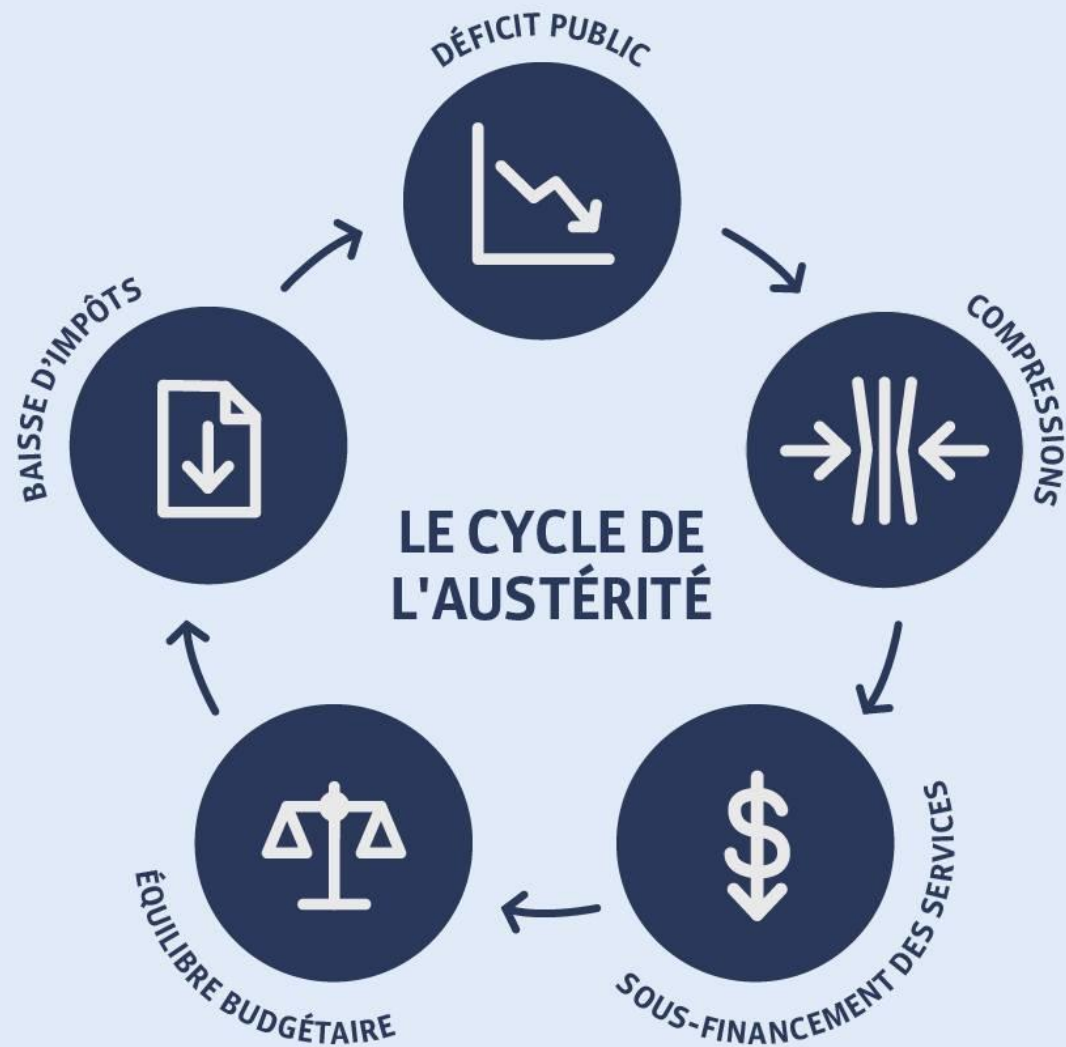 DÉFICIT PUBLIC
COMPRESSIONS
SOUS-FINANCEMENT DES SERVICES
ÉQUILIBRE BUDGÉTAIRE
BAISSE D'IMPÔTS
LE CYCLE DE
L'AUSTÉRITÉ